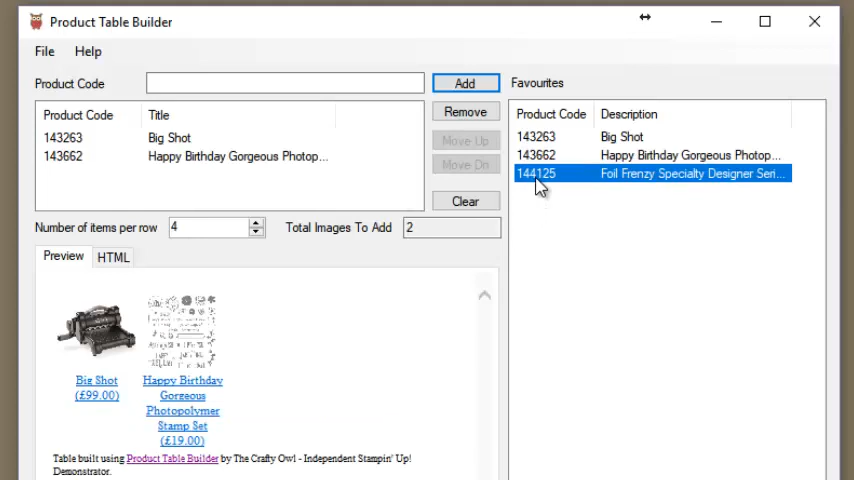 Product Table Builder
File Help
Product Code Add Favourites
Product Code Title Remove Product Code Description
143263 Big Shot 143263 Big Shot
143662 Happy Birthday Gorgeous Photop... Move Up 143662 Happy Birthday Gorgeous Photop...
Move Do 144125 Foil Frenzy Specialty Designer Seri...
Clear
Number of items per row 4 Total Images To Add 2
Preview HTML
Big Shot
(£99.00)
Happy Birthday
Gorgeous
Photopolymer
Stamp Set
(£19.00)
Table built using Product Table Builder by The Crafty Owl - Independent Stampin' Up!
Demonstrator.